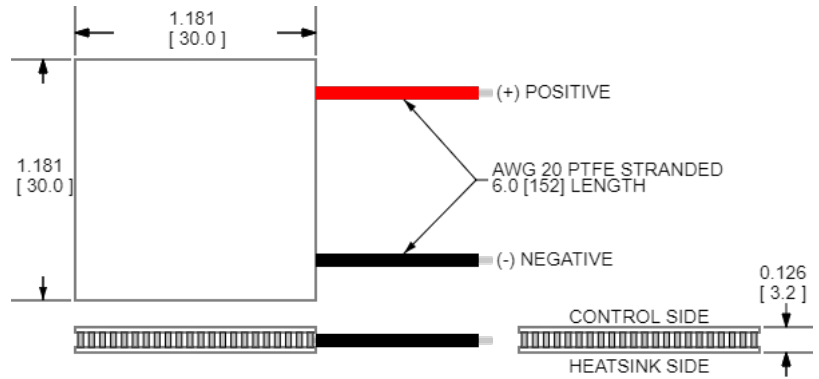 1.181
[ 30.0 ]
(+) POSITIVE
1.181
[ 30.0 ]
AWG 20 PTFE STRANDED
6.0 [152] LENGTH
(-) NEGATIVE
0.126
[ 3.2 ]
CONTROL SIDE
HEATSINK SIDE